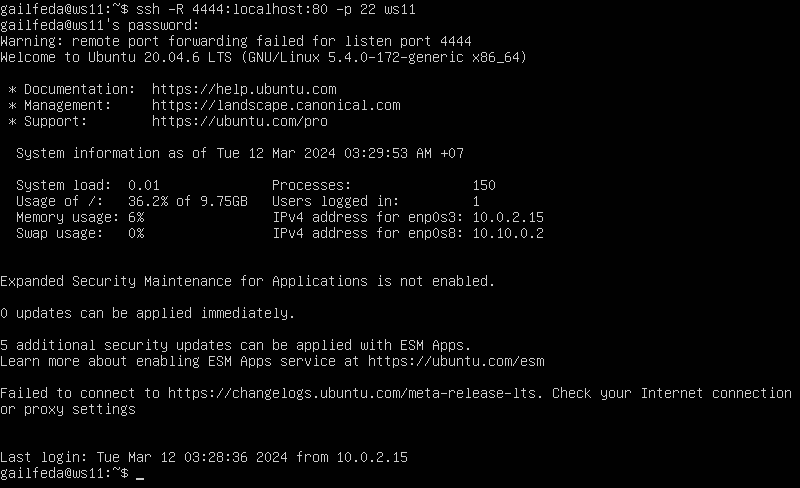 gailfeda@ws11:~$ ssh -R 4444:localhost:80 -p 22 ws11
gailfeda@ws11's password:
Warning: remote port forwarding failed for listen port 4444
Welcome to Ubuntu 20.04.6 LTS (GNU/Linux 5.4.0-172-generic x86_64)

 * Documentation:  https://help.ubuntu.com
 * Management:     https://landscape.canonical.com
 * Support:        https://ubuntu.com/pro

  System information as of Tue 12 Mar 2024 03:29:53 AM +07

  System load:  0.01              Processes:               150
  Usage of /:   36.2% of 9.75GB   Users logged in:         1
  Memory usage: 6%                IPv4 address for enp0s3: 10.0.2.15
  Swap usage:   0%                IPv4 address for enp0s8: 10.10.0.2


Expanded Security Maintenance for Applications is not enabled.

0 updates can be applied immediately.

5 additional security updates can be applied with ESM Apps.
Learn more about enabling ESM Apps service at https://ubuntu.com/esm

Failed to connect to https://changelogs.ubuntu.com/meta-release-lts. Check your Internet connection
or proxy settings


Last login: Tue Mar 12 03:28:36 2024 from 10.0.2.15
gailfeda@ws11:~$ _